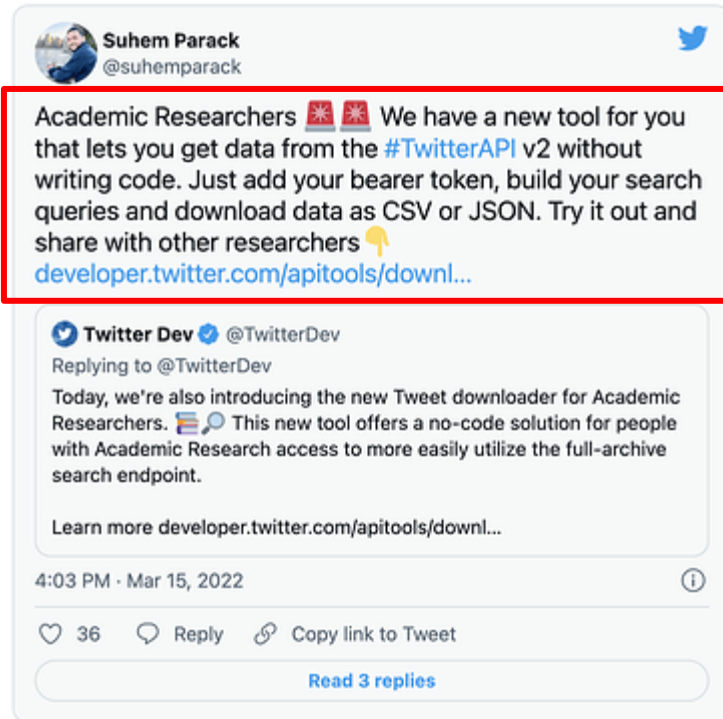 Suhem Parack
@suhemparack
Academic Researchers 🚨 🚨 We have a new tool for you
that lets you get data from the #TwitterAPI v2 without
writing code. Just add your bearer token, build your search
queries and download data as CSV or JSON. Try it out and
share with other researchers 👇
developer.twitter.com/apitools/downl...
Twitter Dev @TwitterDev
Replying to @TwitterDev
Today, we're also introducing the new Tweet downloader for Academic
Researchers. 📚 🔎 This new tool offers a no-code solution for people
with Academic Research access to more easily utilize the full-archive
search endpoint.
Learn more developer.twitter.com/apitools/downl...
4:03 PM · Mar 15, 2022
36 Reply Copy link to Tweet
Read 3 replies